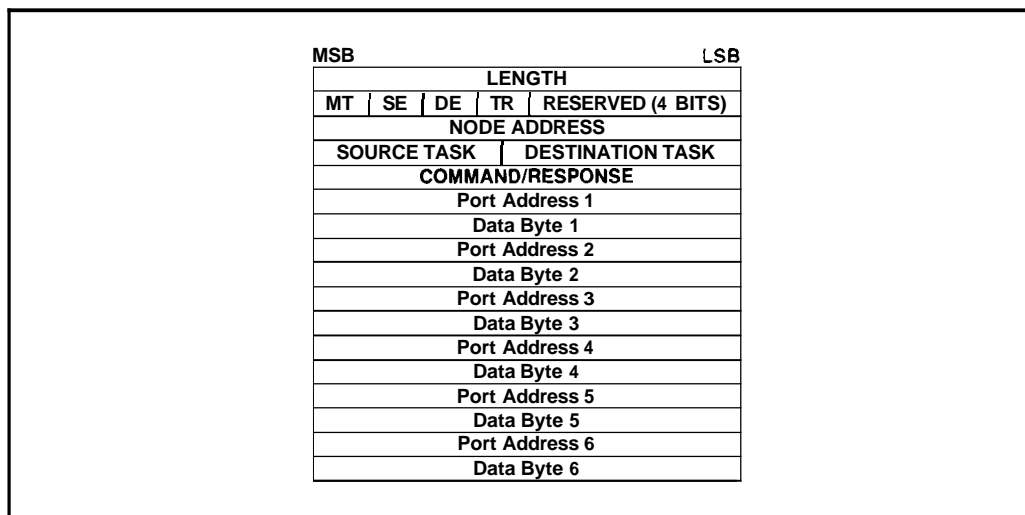 MSB LSB
LENGTH
MT SE DE TR RESERVED (4 BITS)
NODE ADDRESS
SOURCE TASK DESTINATION TASK
COMMAND/RESPONSE
Port Address 1
Data Byte 1
Port Address 2
Data Byte 2
Port Address 3
Data Byte 3
Port Address 4
Data Byte 4
Port Address 5
Data Byte 5
Port Address 6
Data Byte 6